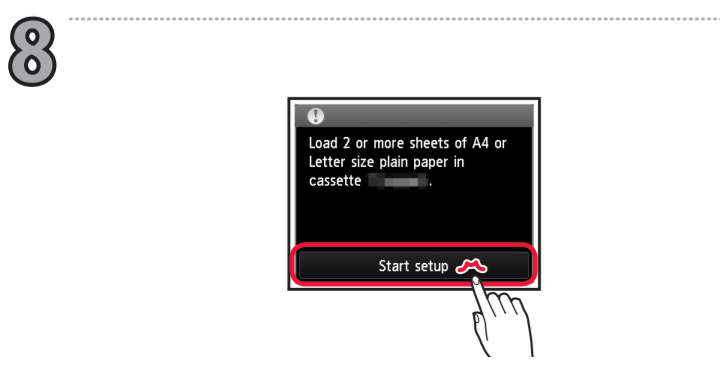 8
Load 2 or more sheets of A4 or
Letter size plain paper in
cassette .
Start setup